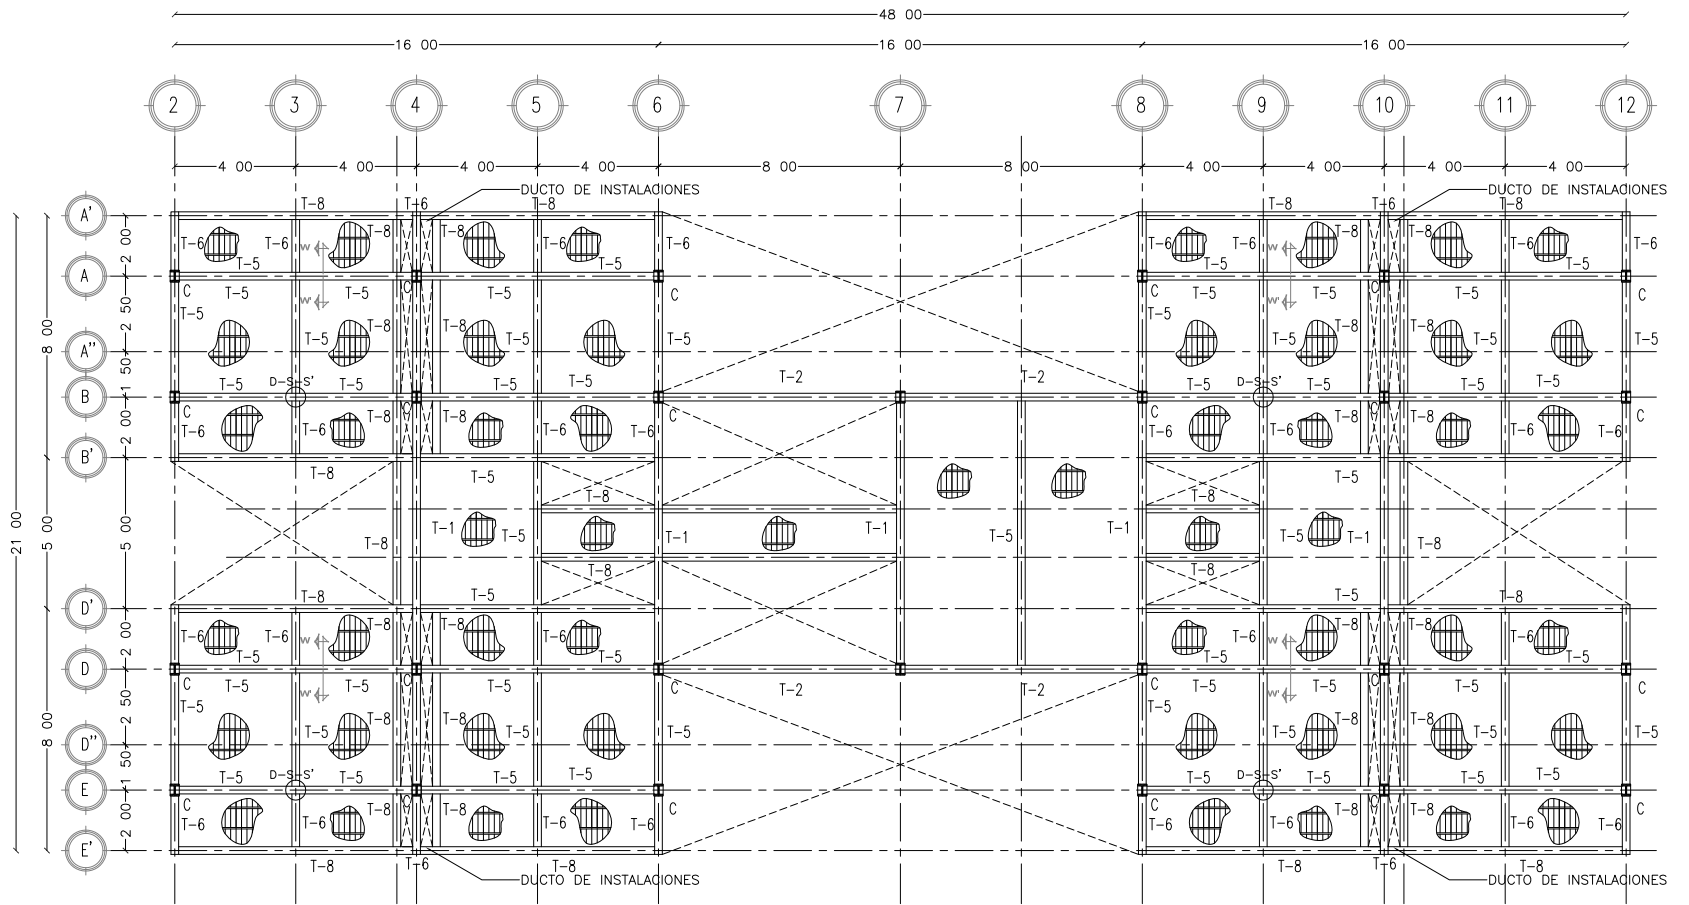 48 00
16 00 16 00 16 00
2 3 4 5 6 7 8 9 10 11 12
4 00 4 00 4 00 4 00 8 00 8 00 4 00 4 00 4 00 4 00
DUCTO DE INSTALACIONES DUCTO DE INSTALACIONES
T-8 T-6 T-8 T-8 T-6 T-8
A'
T-6 T-6 W T-8 T-8 T-6 T-6 T-6 T-6 W T-8 T-8 T-6 T-6
2 00
T-5 T-5 T-5 T-5
A
C C C C C C
T-5 T-5 T-5 T-5 T-5 T-5 T-5
W' W'
T-5 T-5
2 50
8 00
T-5 T-8 T-8 T-5 T-5 T-5 T-8 T-8 T-5 T-5
A''
T-5 D-S-S' T-5 T-5 T-5 T-2 T-2 T-5 D-S-S' T-5 T-5 T-5
1 50
B
C C C C C C
T-6 T-6 T-8 T-8 T-6 T-6 T-6 T-6 T-8 T-8 T-6 T-6
2 00
B'
T-8 T-5 T-5
T-8 T-8
21 00
5 00 5 00
T-8 T-1 T-5 T-1 T-1 T-5 T-1 T-5 T-1 T-8
T-8 T-8
T-8 T-5 T-5 T-8
D'
T-6 T-6 W T-8 T-8 T-6 T-6 W T-8 T-8 T-6
2 00
T-5 T-5 T-5 T-5
D
C C C C C C
T-5 T-5 T-5 T-5 T-2 T-2 T-5 T-5 T-5
W' W'
T-5 T-5
2 50
8 00
T-5 T-8 T-8 T-5 T-5 T-5 T-8 T-8 T-5 T-5
D''
T-5 D-S-S' T-5 T-5 T-5 T-5 D-S-S' T-5 T-5 T-5
1 50
E
C C C C C C
T-6 T-6 T-8 T-8 T-6 T-6 T-6 T-6 T-8 T-8 T-6 T-6
2 00
E'
T-8 T-6 T-8 T-8 T-6 T-8
DUCTO DE INSTALACIONES DUCTO DE INSTALACIONES